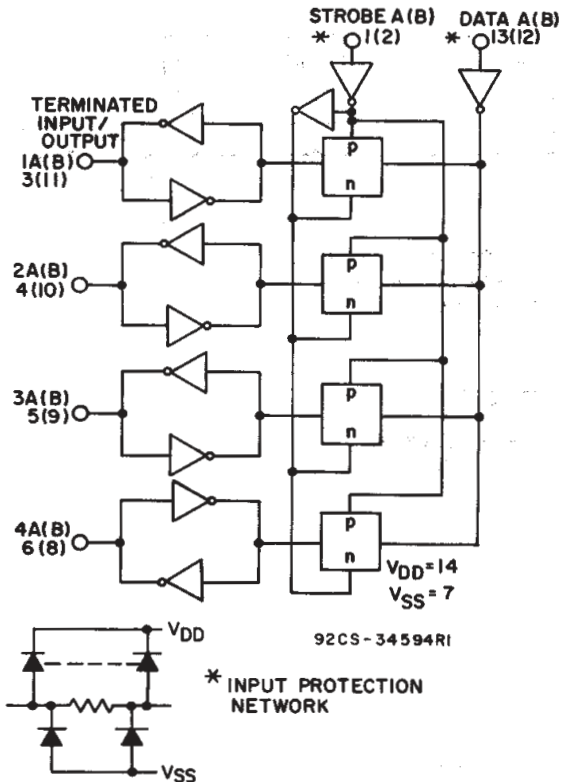 STROBE A(B)
* 1(2)
DATA A(B)
* 13(12)
TERMINATED
INPUT/
OUTPUT
1A(B)
3(11)
p
n
2A(B)
4(10)
p
n
3A(B)
5(9)
p
n
4A(B)
6(8)
p
n
VDD=14
VSS=7
92CS-34594R1
VDD
* INPUT PROTECTION
NETWORK
VSS